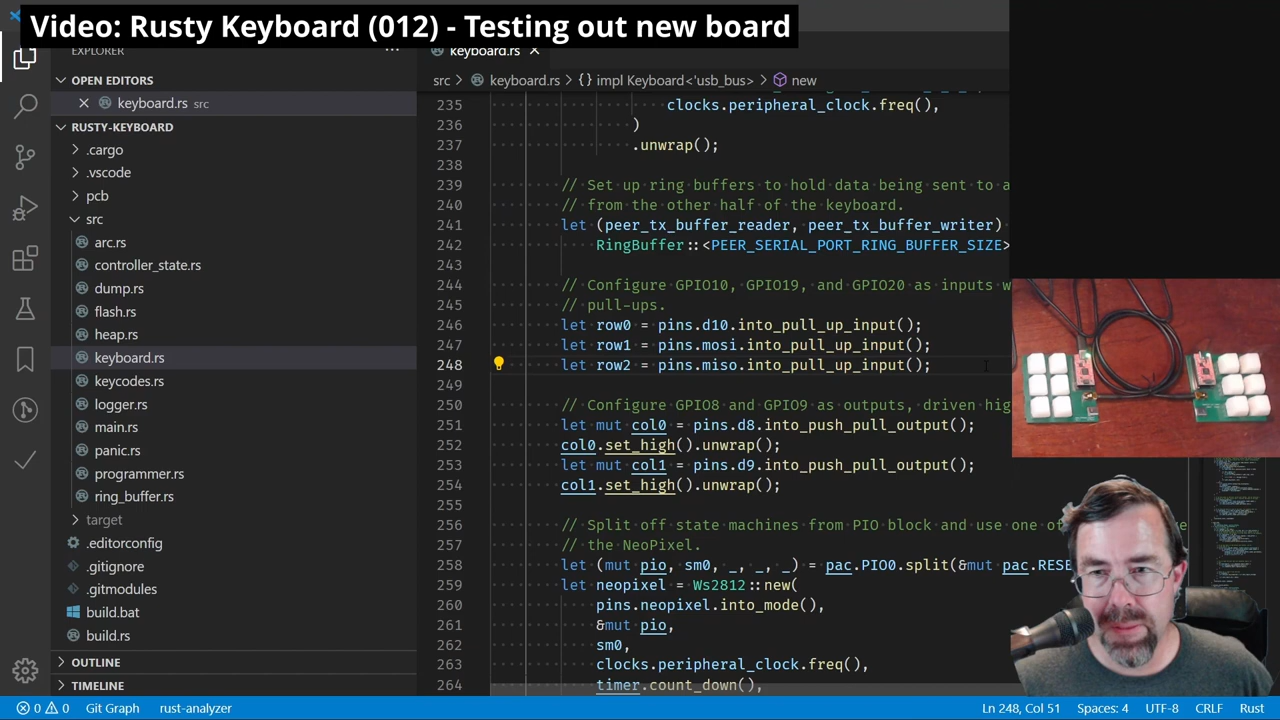 Video: Rusty Keyboard (012) - Testing out new board
EXPLORER
keyboard.rs
OPEN EDITORS
src > keyboard.rs > {} impl Keyboard<'usb_bus> > new
keyboard.rs src
RUSTY-KEYBOARD
.cargo
.vscode
pcb
src
arc.rs
controller_state.rs
dump.rs
flash.rs
heap.rs
keyboard.rs
keycodes.rs
logger.rs
main.rs
panic.rs
programmer.rs
ring_buffer.rs
target
.editorconfig
.gitignore
.gitmodules
build.bat
build.rs
OUTLINE
TIMELINE
235 clocks.peripheral_clock.freq(),
236 )
237 .unwrap();
238
239 // Set up ring buffers to hold data being sent to a
240 // from the other half of the keyboard.
241 let (peer_tx_buffer_reader, peer_tx_buffer_writer)
242 RingBuffer::<PEER_SERIAL_PORT_RING_BUFFER_SIZE>
243
244 // Configure GPIO10, GPIO19, and GPIO20 as inputs w
245 // pull-ups.
246 let row0 = pins.d10.into_pull_up_input();
247 let row1 = pins.mosi.into_pull_up_input();
248 let row2 = pins.miso.into_pull_up_input();
249
250 // Configure GPIO8 and GPIO9 as outputs, driven hig
251 let mut col0 = pins.d8.into_push_pull_output();
252 col0.set_high().unwrap();
253 let mut col1 = pins.d9.into_push_pull_output();
254 col1.set_high().unwrap();
255
256 // Split off state machines from PIO block and use one of
257 // the NeoPixel.
258 let (mut pio, sm0, _, _, _) = pac.PIO0.split(&mut pac.RESE
259 let neopixel = Ws2812::new(
260 pins.neopixel.into_mode(),
261 &mut pio,
262 sm0,
263 clocks.peripheral_clock.freq(),
264 timer.count_down(),
0 0 Git Graph rust-analyzer Ln 248, Col 51 Spaces: 4 UTF-8 CRLF Rust